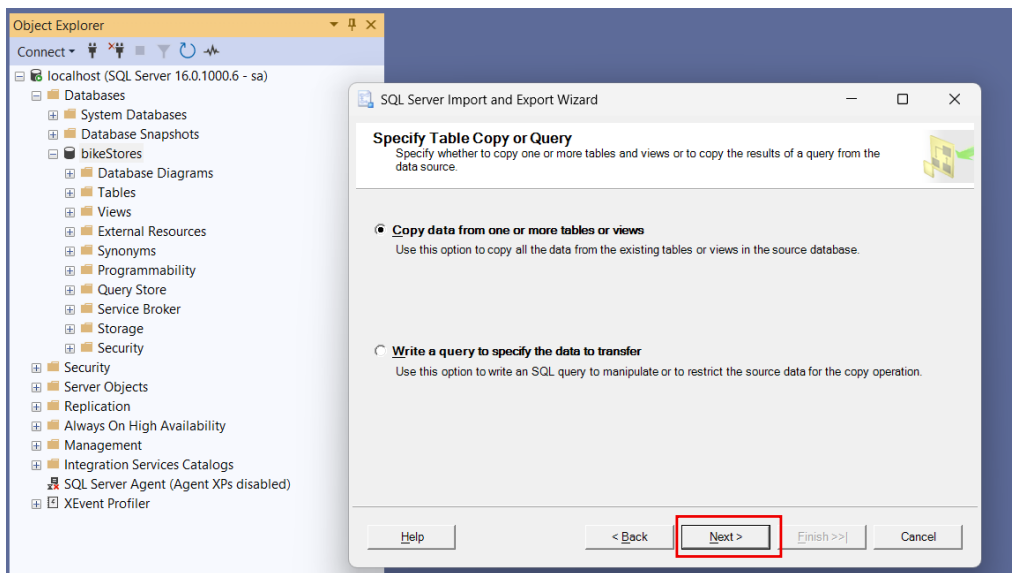 Object Explorer
Connect
localhost (SQL Server 16.0.1000.6 - sa)
Databases
System Databases
Database Snapshots
bikeStores
Database Diagrams
Tables
Views
External Resources
Synonyms
Programmability
Query Store
Service Broker
Storage
Security
Security
Server Objects
Replication
Always On High Availability
Management
Integration Services Catalogs
SQL Server Agent (Agent XPs disabled)
XEvent Profiler
SQL Server Import and Export Wizard
Specify Table Copy or Query
Specify whether to copy one or more tables and views or to copy the results of a query from the
data source.
Copy data from one or more tables or views
Use this option to copy all the data from the existing tables or views in the source database.
Write a query to specify the data to transfer
Use this option to write an SQL query to manipulate or to restrict the source data for the copy operation.
Help
< Back
Next >
Finish >>|
Cancel